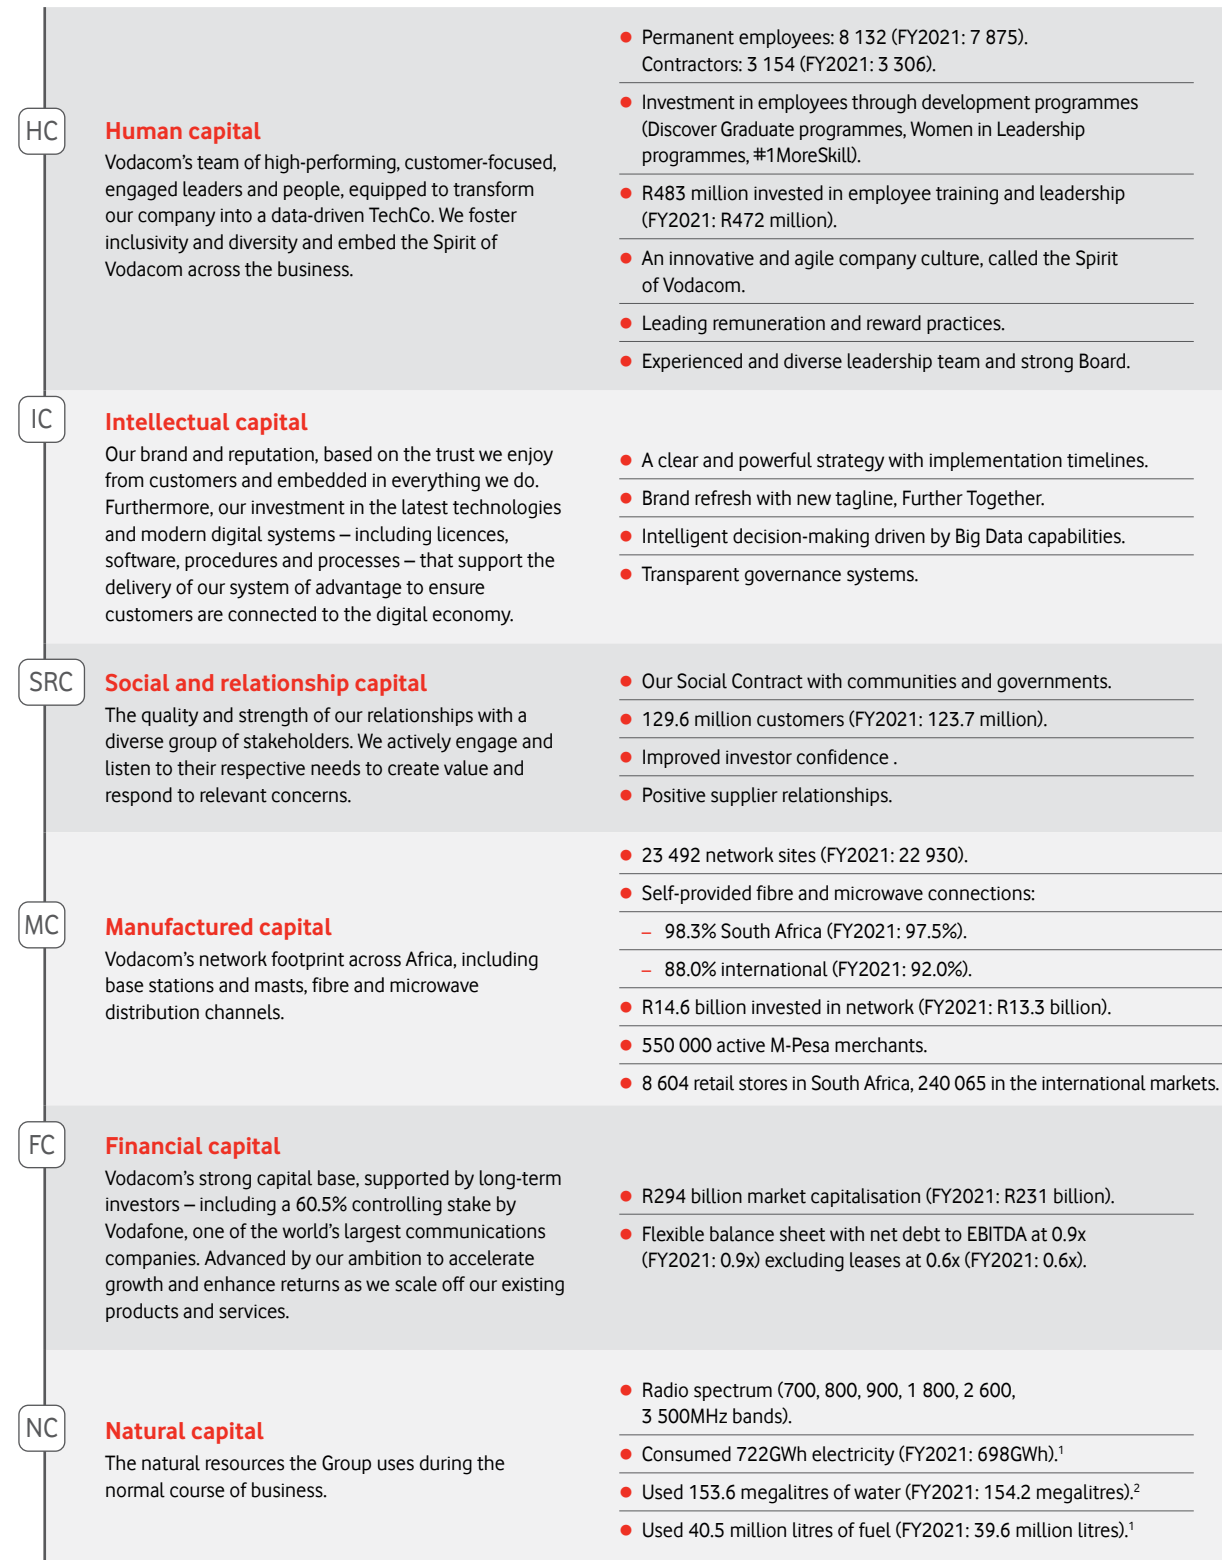 HC
Human capital
Vodacom's team of high-performing, customer-focused,
engaged leaders and people, equipped to transform
our company into a data-driven TechCo. We foster
inclusivity and diversity and embed the Spirit of
Vodacom across the business.
● Permanent employees: 8 132 (FY2021: 7 875).
Contractors: 3 154 (FY2021: 3 306).
● Investment in employees through development programmes
(Discover Graduate programmes, Women in Leadership
programmes, #1MoreSkill).
● R483 million invested in employee training and leadership
(FY2021: R472 million).
● An innovative and agile company culture, called the Spirit
of Vodacom.
● Leading remuneration and reward practices.
● Experienced and diverse leadership team and strong Board.
IC
Intellectual capital
Our brand and reputation, based on the trust we enjoy
from customers and embedded in everything we do.
Furthermore, our investment in the latest technologies
and modern digital systems – including licences,
software, procedures and processes – that support the
delivery of our system of advantage to ensure
customers are connected to the digital economy.
● A clear and powerful strategy with implementation timelines.
● Brand refresh with new tagline, Further Together.
● Intelligent decision-making driven by Big Data capabilities.
● Transparent governance systems.
SRC
Social and relationship capital
The quality and strength of our relationships with a
diverse group of stakeholders. We actively engage and
listen to their respective needs to create value and
respond to relevant concerns.
● Our Social Contract with communities and governments.
● 129.6 million customers (FY2021: 123.7 million).
● Improved investor confidence .
● Positive supplier relationships.
MC
Manufactured capital
Vodacom's network footprint across Africa, including
base stations and masts, fibre and microwave
distribution channels.
● 23 492 network sites (FY2021: 22 930).
● Self-provided fibre and microwave connections:
– 98.3% South Africa (FY2021: 97.5%).
– 88.0% international (FY2021: 92.0%).
● R14.6 billion invested in network (FY2021: R13.3 billion).
● 550 000 active M-Pesa merchants.
● 8 604 retail stores in South Africa, 240 065 in the international markets.
FC
Financial capital
Vodacom's strong capital base, supported by long-term
investors – including a 60.5% controlling stake by
Vodafone, one of the world's largest communications
companies. Advanced by our ambition to accelerate
growth and enhance returns as we scale off our existing
products and services.
● R294 billion market capitalisation (FY2021: R231 billion).
● Flexible balance sheet with net debt to EBITDA at 0.9x
(FY2021: 0.9x) excluding leases at 0.6x (FY2021: 0.6x).
NC
Natural capital
The natural resources the Group uses during the
normal course of business.
● Radio spectrum (700, 800, 900, 1 800, 2 600,
3 500MHz bands).
● Consumed 722GWh electricity (FY2021: 698GWh).¹
● Used 153.6 megalitres of water (FY2021: 154.2 megalitres).²
● Used 40.5 million litres of fuel (FY2021: 39.6 million litres).¹